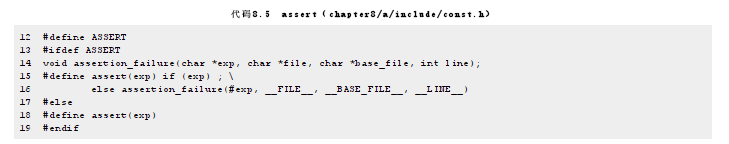 代码8.5 assert（chapter8/a/include/const.h）
12 #define ASSERT
13 #ifdef ASSERT
14 void assertion_failure(char *exp, char *file, char *base_file, int line);
15 #define assert(exp) if (exp) ; \
16 else assertion_failure(#exp, __FILE__, __BASE_FILE__, __LINE__)
17 #else
18 #define assert(exp)
19 #endif